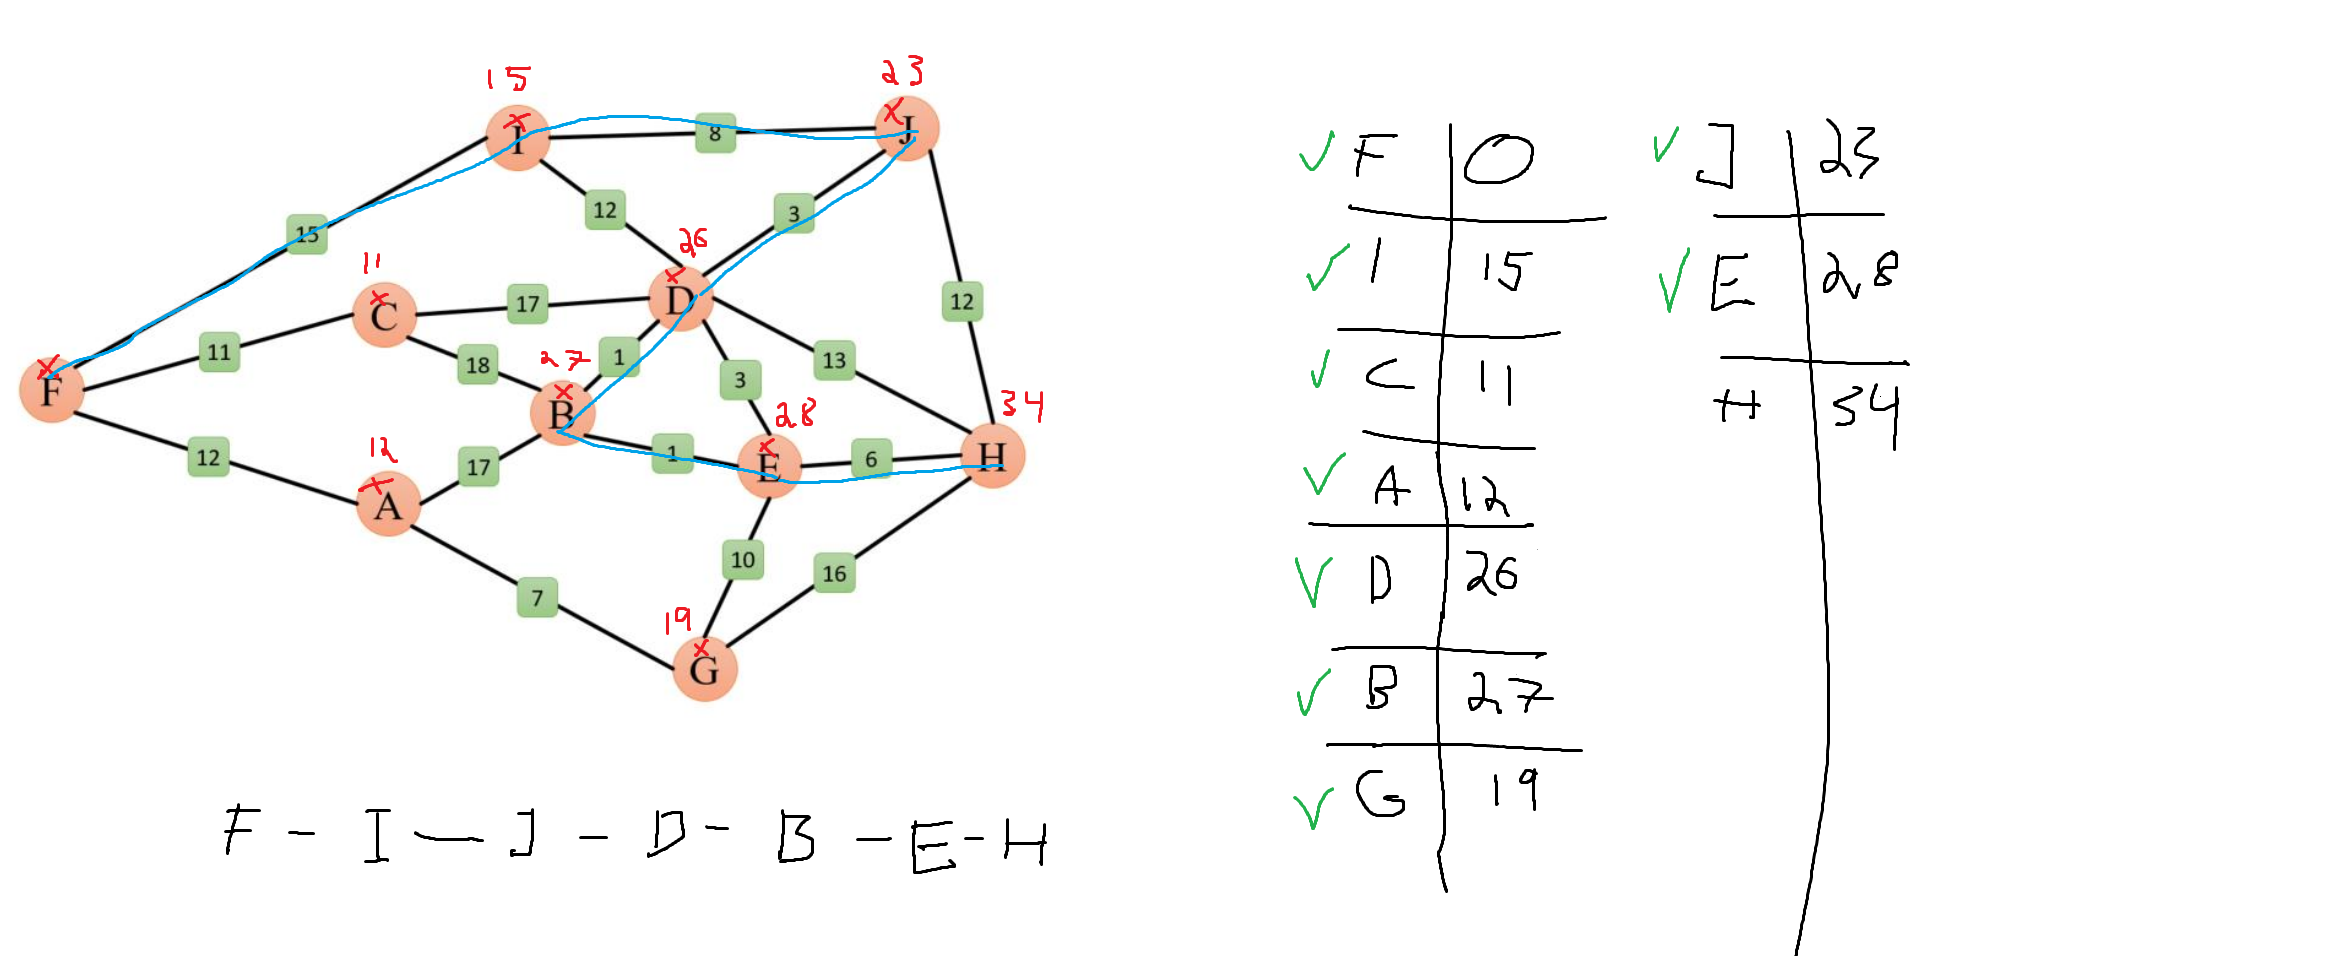 15
23
I
8
J
12
3
15
26
11
C
17
D
12
11
18
27
1
13
F
B
3
28
34
12
12
17
1
E
6
H
A
10
16
7
19
G
F - I - J - D - B - E - H
✓ F 0
✓ I 15
✓ C 11
✓ A 12
✓ D 26
✓ B 27
✓ G 19
✓ J 23
✓ E 28
H 34